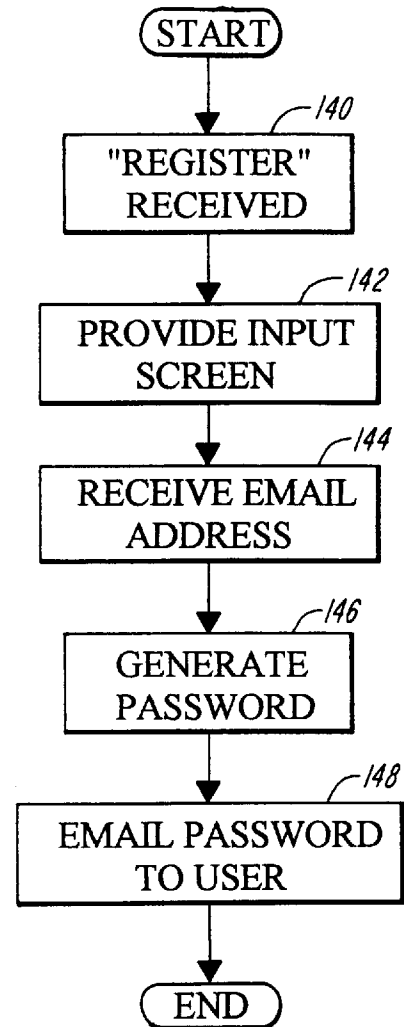 START
140
"REGISTER"
RECEIVED
142
PROVIDE INPUT
SCREEN
144
RECEIVE EMAIL
ADDRESS
146
GENERATE
PASSWORD
148
EMAIL PASSWORD
TO USER
END